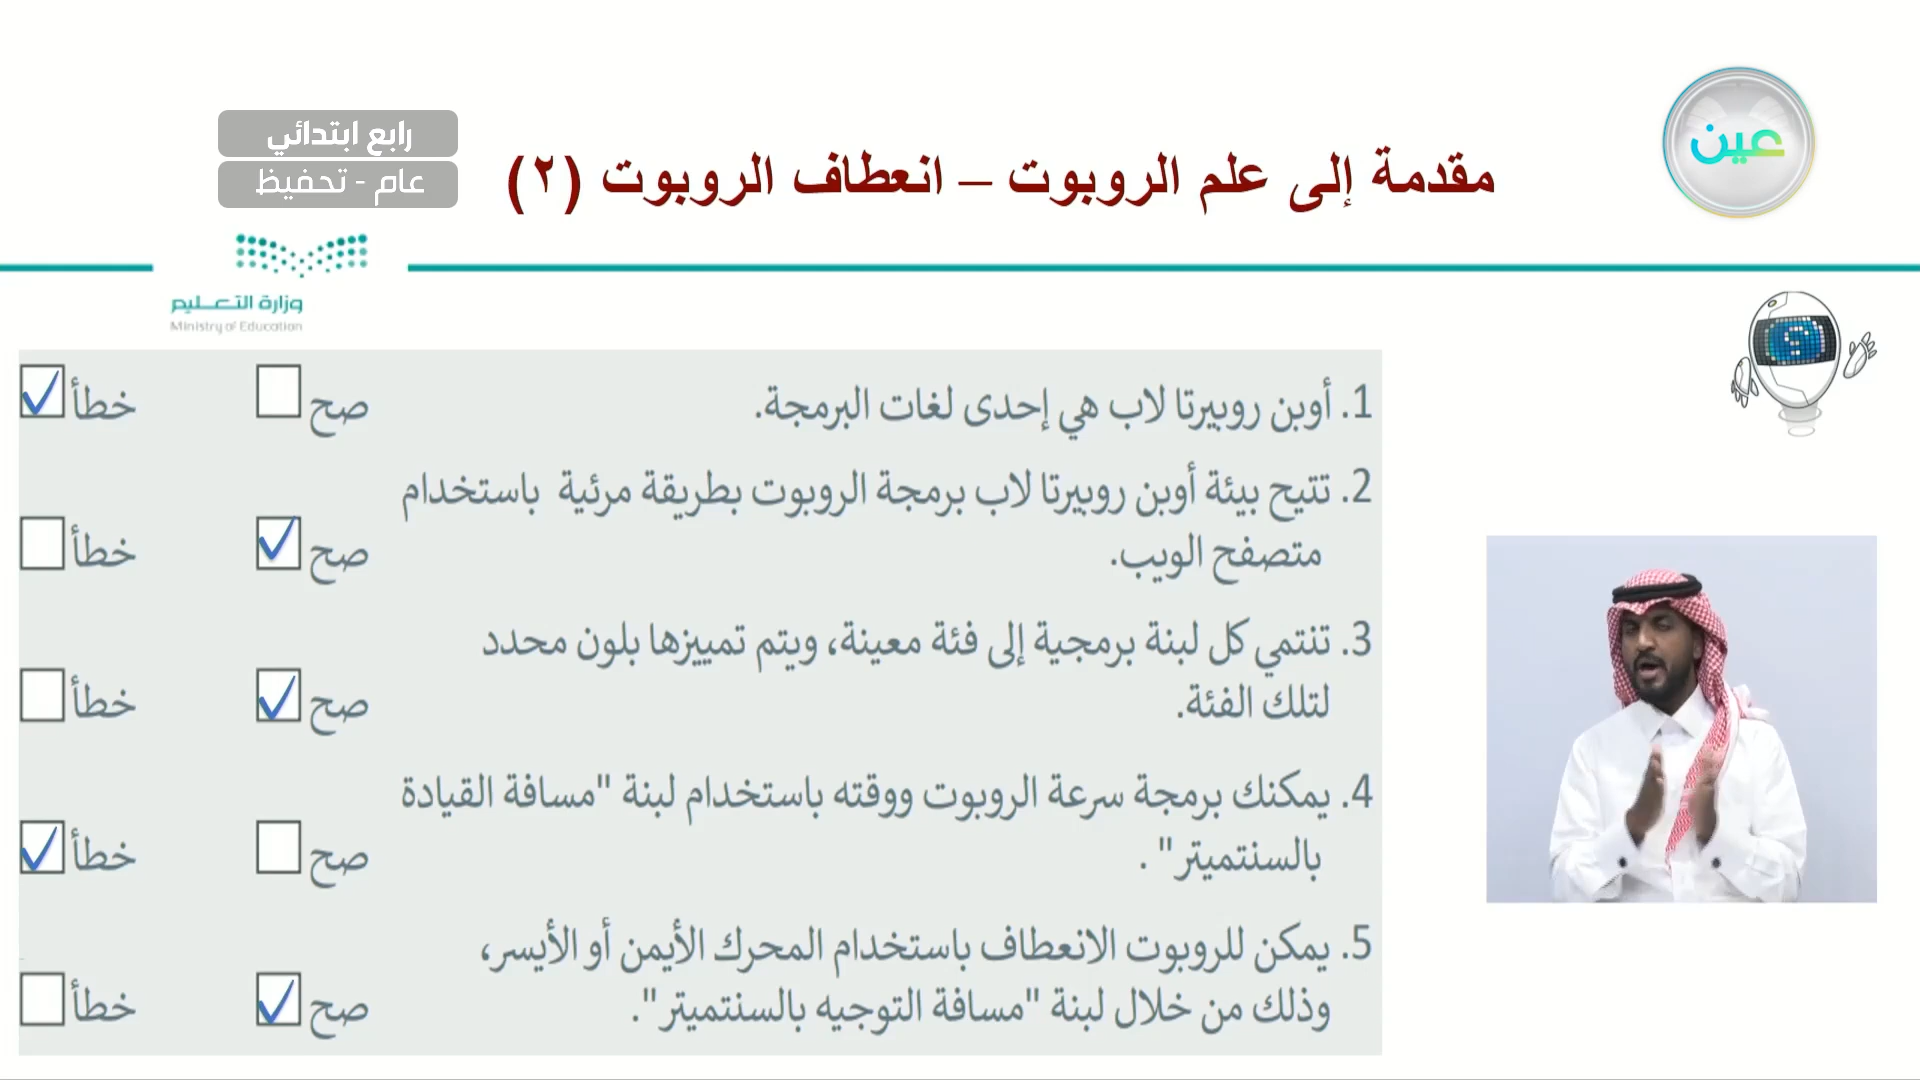 عين
رابع ابتدائي
عام - تحفيظ
مقدمة إلى علم الروبوت – انعطاف الروبوت (٢)
وزارة التعليم
Ministry of Education
1. أوبن روبيرتا لاب هي إحدى لغات البرمجة. صح خطأ
2. تتيح بيئة أوبن روبيرتا لاب برمجة الروبوت بطريقة مرئية باستخدام
متصفح الويب. صح خطأ
3. تنتمي كل لبنة برمجية إلى فئة معينة، ويتم تمييزها بلون محدد
لتلك الفئة. صح خطأ
4. يمكنك برمجة سرعة الروبوت ووقته باستخدام لبنة "مسافة القيادة
بالسنتميتر" . صح خطأ
5. يمكن للروبوت الانعطاف باستخدام المحرك الأيمن أو الأيسر،
وذلك من خلال لبنة "مسافة التوجيه بالسنتميتر". صح خطأ